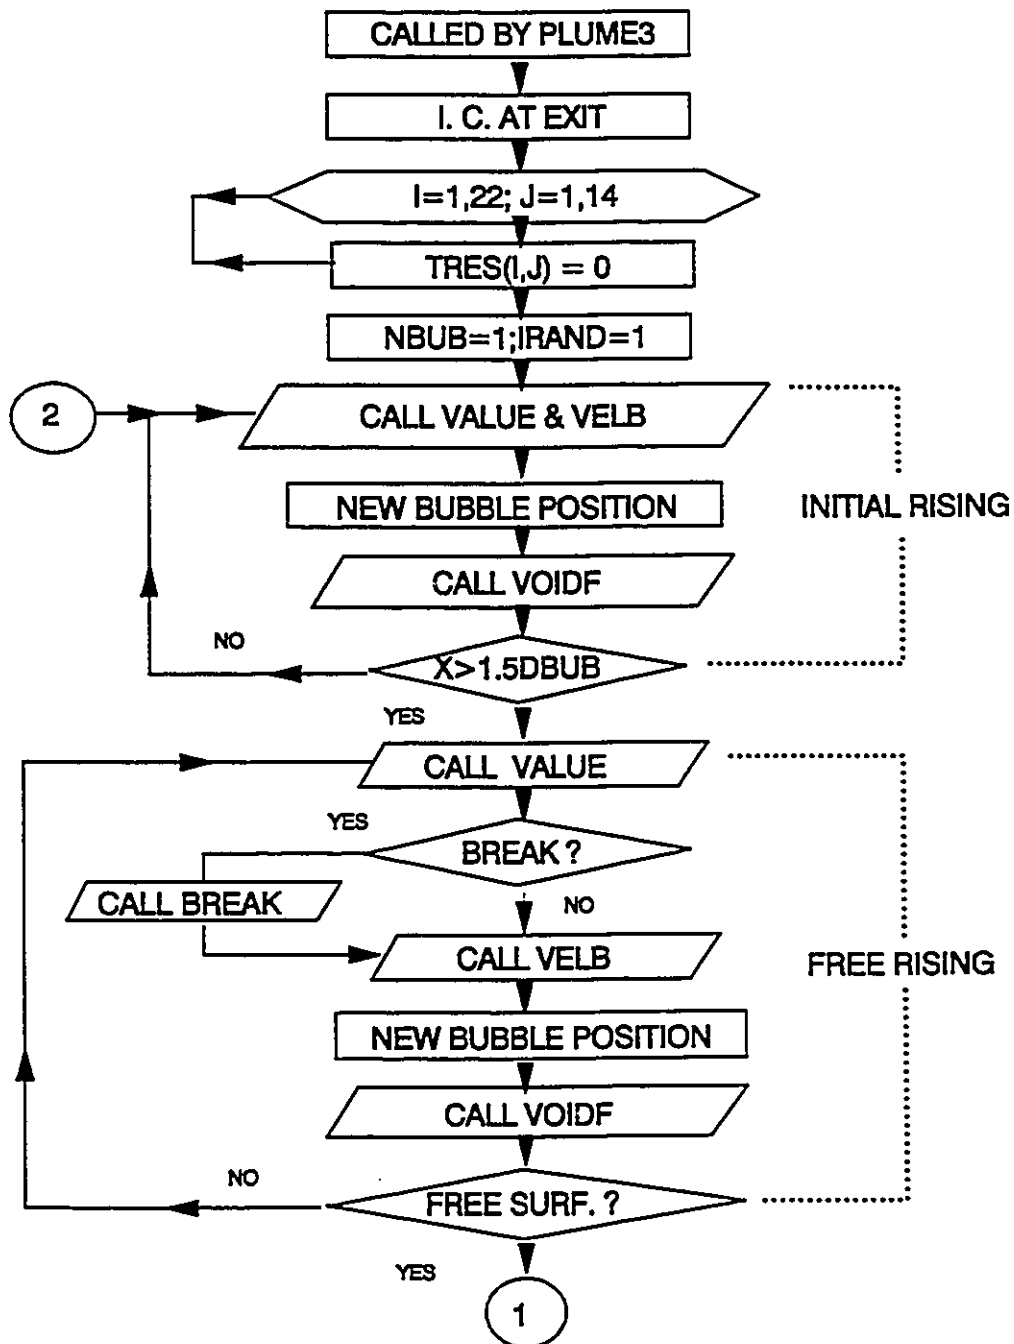 CALLED BY PLUME3
I. C. AT EXIT
I=1,22; J=1,14
TRES(I,J) = 0
NBUB=1;IRAND=1
2
CALL VALUE & VELB
NEW BUBBLE POSITION
INITIAL RISING
CALL VOIDF
NO
X>1.5DBUB
YES
CALL VALUE
YES
BREAK ?
CALL BREAK
NO
CALL VELB
FREE RISING
NEW BUBBLE POSITION
CALL VOIDF
NO
FREE SURF. ?
YES
1